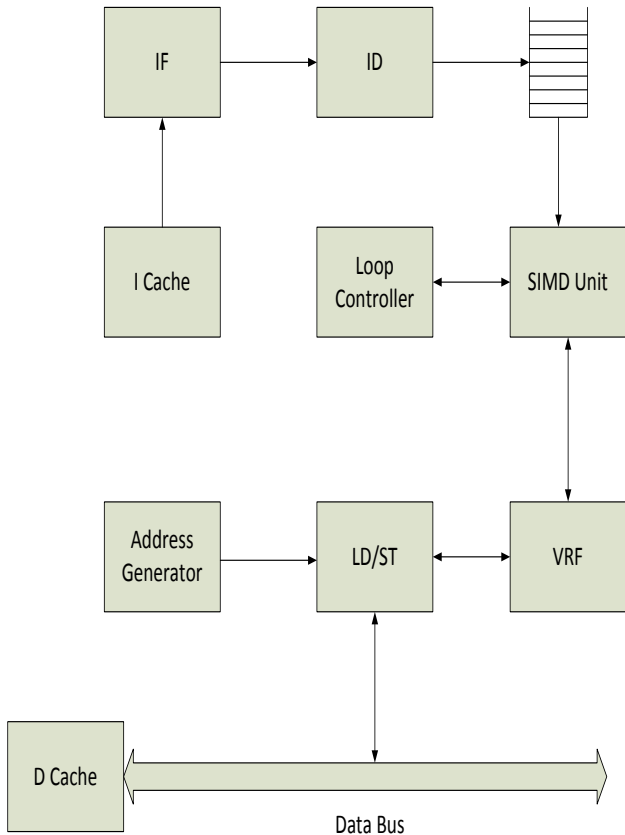 IF
ID
I Cache
Loop
Controller
SIMD Unit
Address
Generator
LD/ST
VRF
D Cache
Data Bus